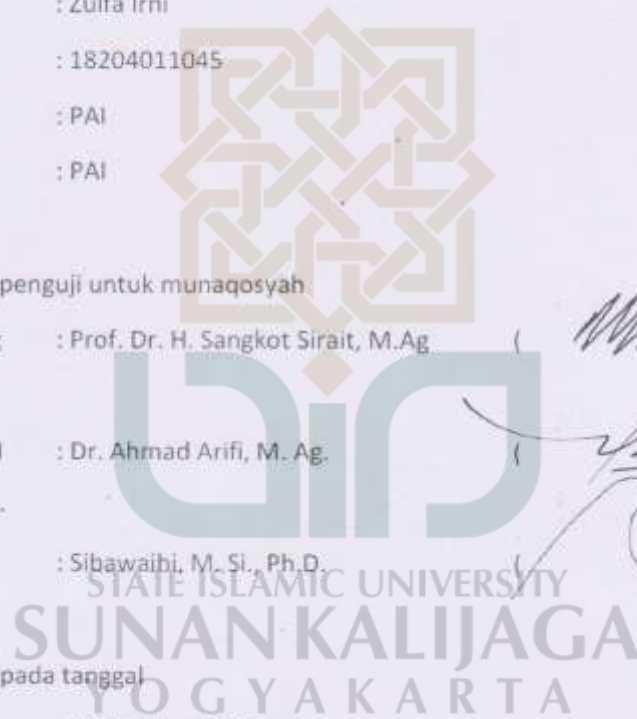 : Zulfa Irni
: 18204011045
: PAI
: PAI
penguji untuk munaqosyah
: Prof. Dr. H. Sangkot Sirait, M.Ag (
: Dr. Ahmad Arifi, M. Ag. (
: Sibawaihi, M. Si., Ph.D. (
STATE ISLAMIC UNIVERSITY
SUNAN KALIJAGA
pada tanggal
YOGYAKARTA